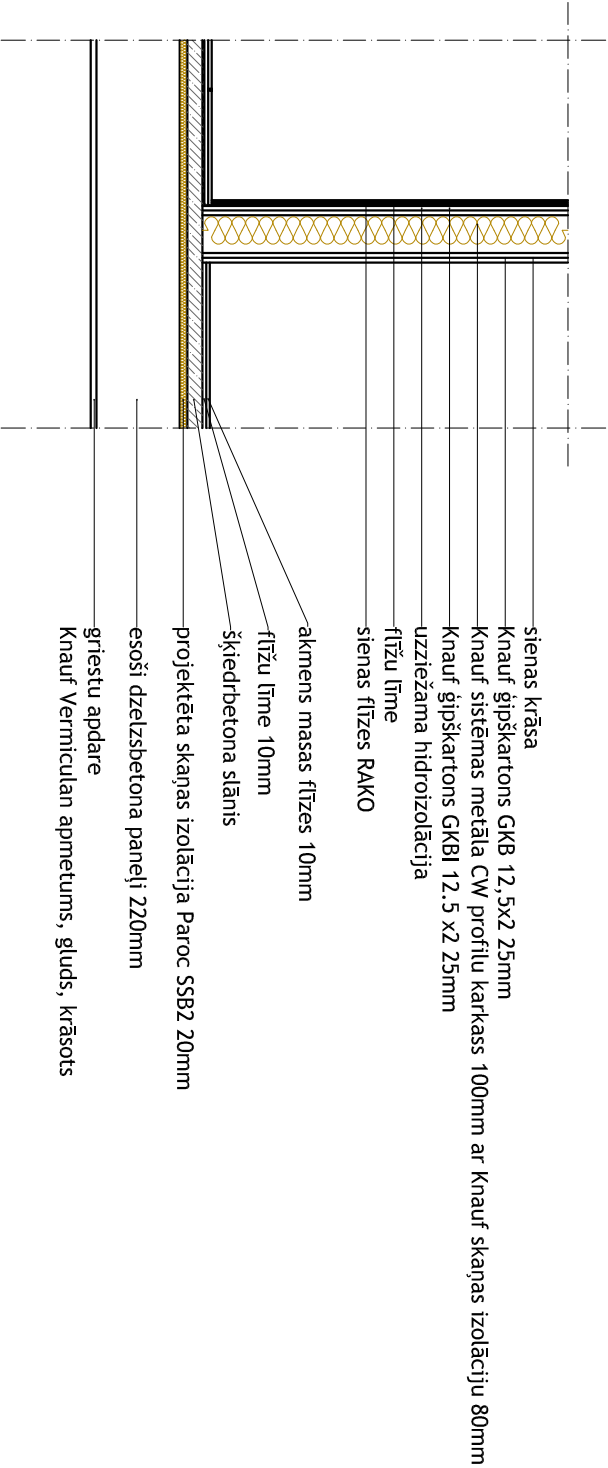 sienas krāsa
Knauf ģipškartons GKB 12,5x2 25mm
Knauf sistēmas metāla CW profilu karkass 100mm ar Knauf skaņas izolāciju 80mm
Knauf ģipškartons GKBI 12.5 x2 25mm
uzziežama hidroizolācija
flīžu līme
sienas flīzes RAKO
akmens masas flīzes 10mm
flīžu līme 10mm
šķiedrbetona slānis
projektēta skaņas izolācija Paroc SSB2 20mm
esoši dzelzsbetona paneļi 220mm
griestu apdare
Knauf Vermiculan apmetums, gluds, krāsots